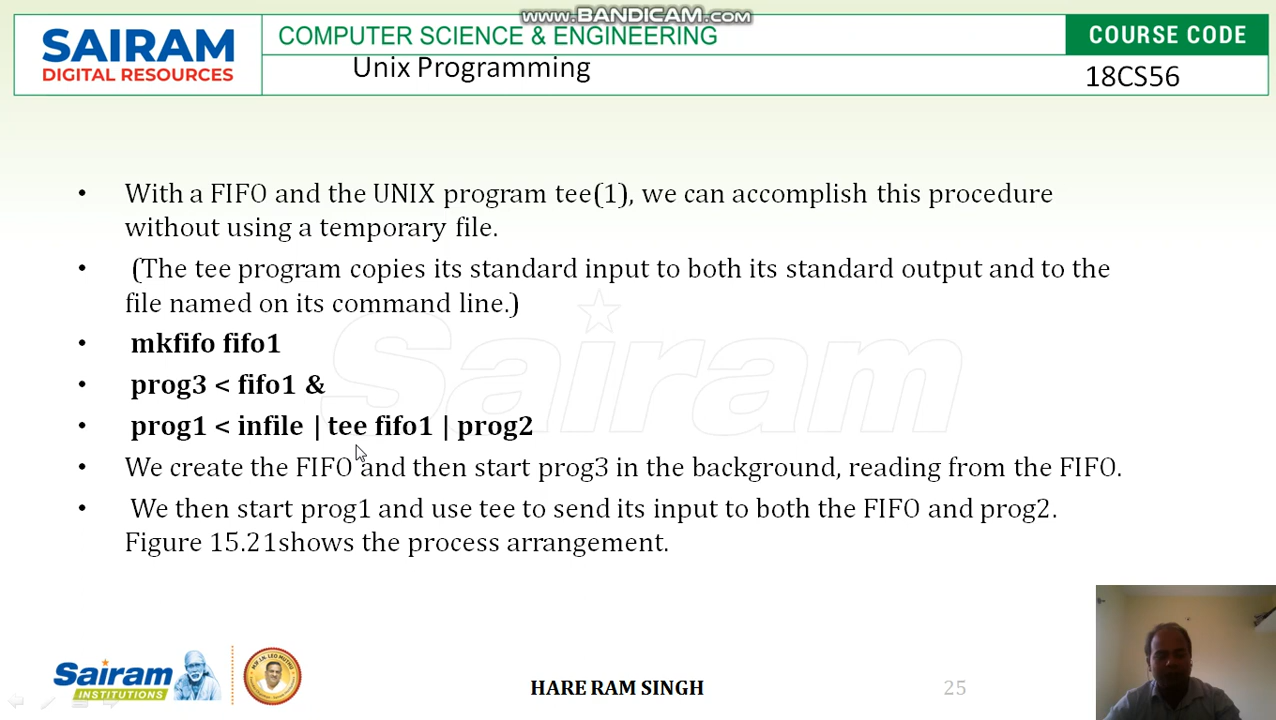 www.BANDICAM.com
SAIRAM
DIGITAL RESOURCES
COMPUTER SCIENCE & ENGINEERING
Unix Programming
COURSE CODE
18CS56
• With a FIFO and the UNIX program tee(1), we can accomplish this procedure
without using a temporary file.
• (The tee program copies its standard input to both its standard output and to the
file named on its command line.)
• mkfifo fifo1
• prog3 < fifo1 &
• prog1 < infile | tee fifo1 | prog2
• We create the FIFO and then start prog3 in the background, reading from the FIFO.
• We then start prog1 and use tee to send its input to both the FIFO and prog2.
Figure 15.21shows the process arrangement.
Sairam
Sairam
INSTITUTIONS
HARE RAM SINGH
25